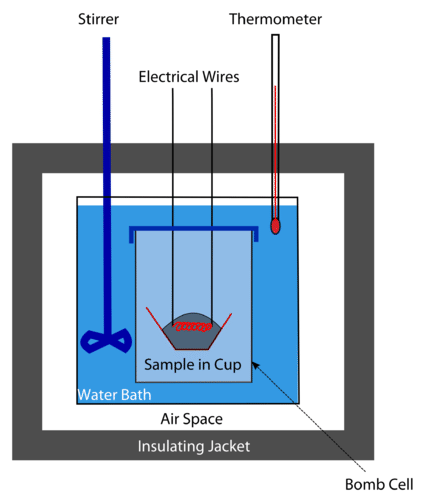 Stirrer
Thermometer
Electrical Wires
Sample in Cup
Water Bath
Air Space
Insulating Jacket
Bomb Cell